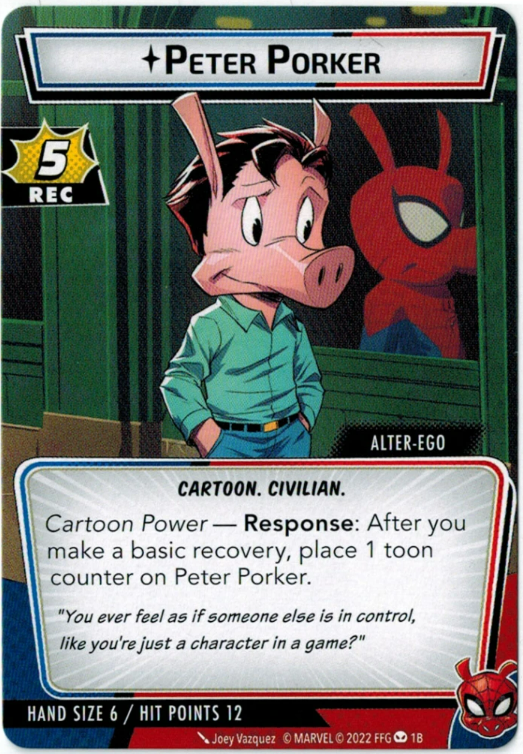 PETER PORKER
5
REC
ALTER-EGO
CARTOON. CIVILIAN.
Cartoon Power — Response: After you
make a basic recovery, place 1 toon
counter on Peter Porker.
"You ever feel as if someone else is in control,
like you're just a character in a game?"
HAND SIZE 6 / HIT POINTS 12
Joey Vazquez © MARVEL © 2022 FFG 1B